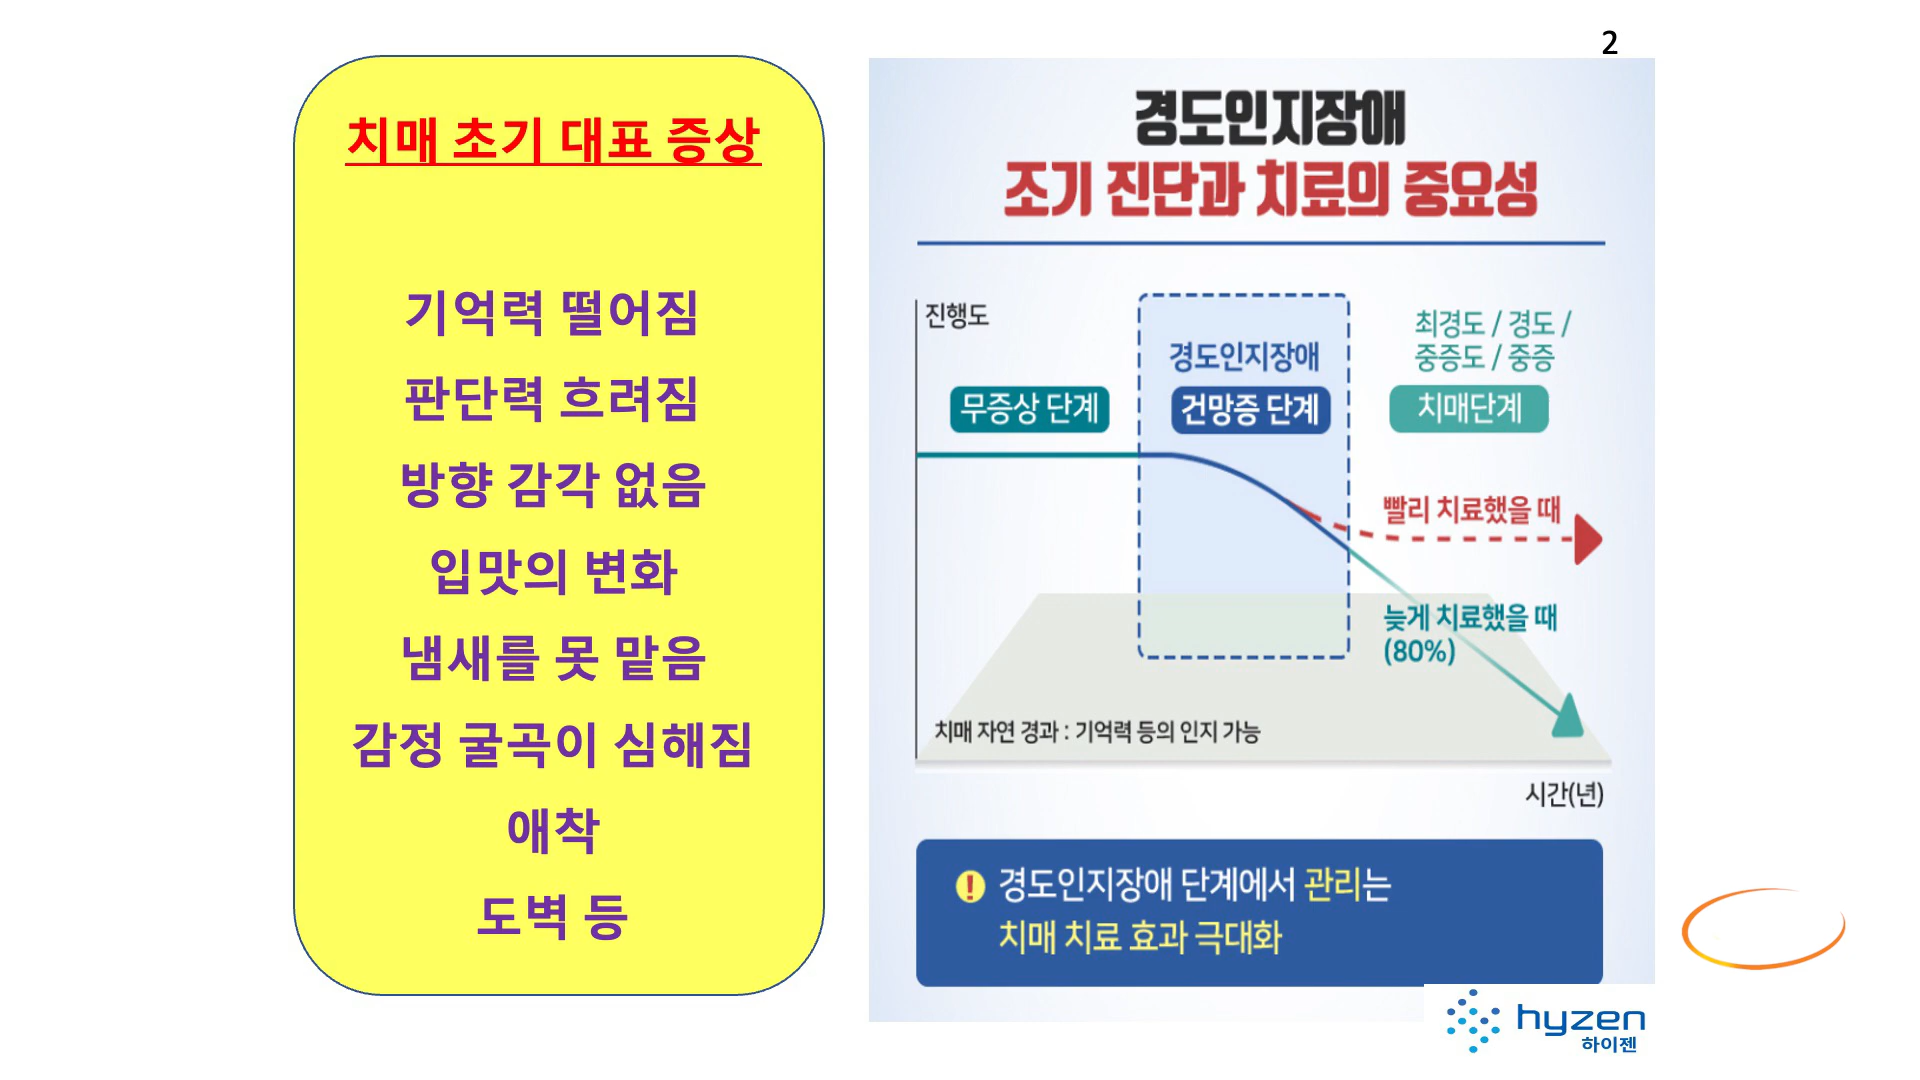 2
치매 초기 대표 증상
기억력 떨어짐
판단력 흐려짐
방향 감각 없음
입맛의 변화
냄새를 못 맡음
감정 굴곡이 심해짐
애착
도벽 등
경도인지장애
조기 진단과 치료의 중요성
진행도
무증상 단계
경도인지장애
건망증 단계
최경도 / 경도 /
중증도 / 중증
치매단계
빨리 치료했을 때
늦게 치료했을 때
(80%)
치매 자연 경과 : 기억력 등의 인지 가능
시간(년)
! 경도인지장애 단계에서 관리는
치매 치료 효과 극대화
hyzen
하이젠